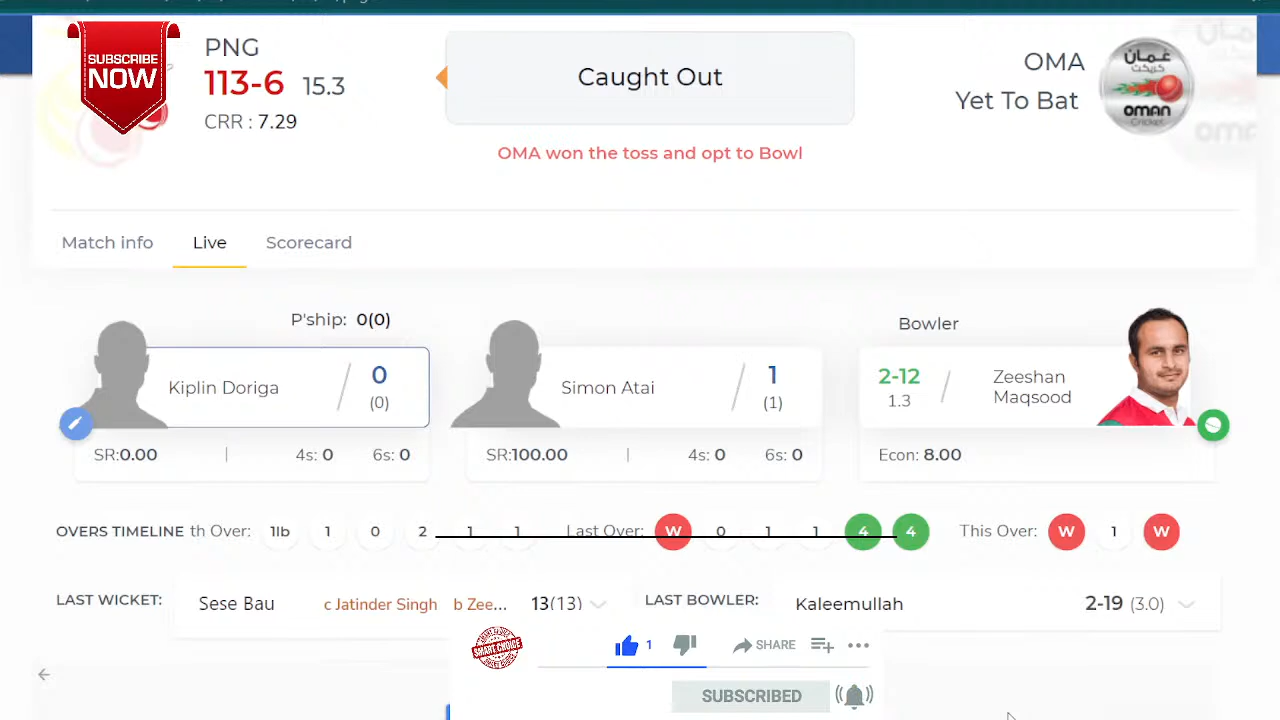 SUBSCRIBE
NOW
PNG
113-6 15.3
CRR : 7.29
Caught Out
OMA won the toss and opt to Bowl
OMA
Yet To Bat
عُمان
كريكت
OMAN
Cricket
Match info Live Scorecard
P'ship: 0(0)
Kiplin Doriga / 0
(0)
SR:0.00 | 4s: 0 6s: 0
Simon Atai / 1
(1)
SR:100.00 | 4s: 0 6s: 0
Bowler
2-12 / Zeeshan
1.3 Maqsood
Econ: 8.00
OVERS TIMELINE th Over: 1lb 1 0 2 1 1 Last Over: W 0 1 1 4 4 This Over: W 1 W
LAST WICKET: Sese Bau c Jatinder Singh b Zee... 13(13) LAST BOWLER: Kaleemullah 2-19 (3.0)
SMART CHOICE
1 SHARE
SUBSCRIBED